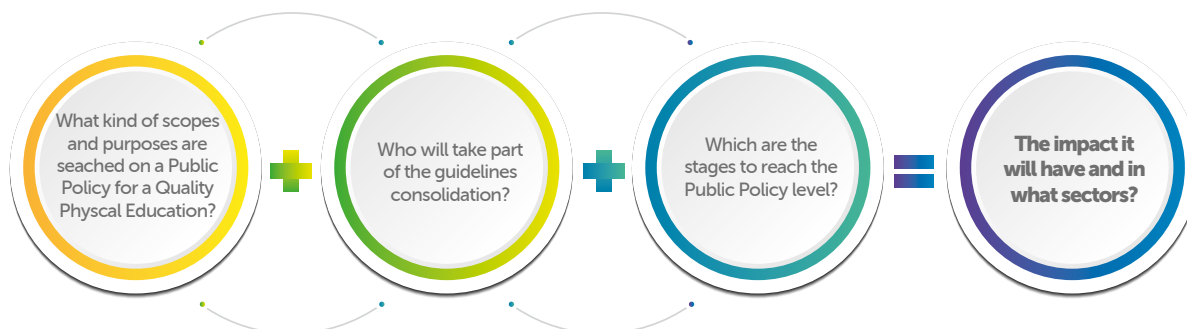 What kind of scopes
and purposes are
seached on a Public
Policy for a Quality
Physcal Education?
Who will take part
of the guidelines
consolidation?
Which are the
stages to reach the
Public Policy level?
The impact it
will have and in
what sectors?